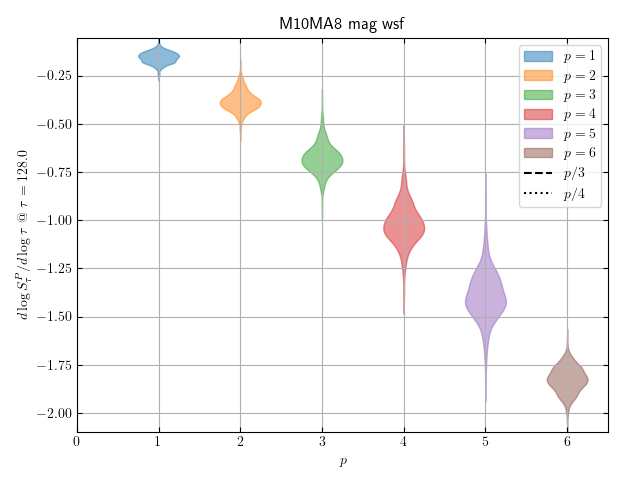 M10MA8 mag wsf
d log S_τ^P / d log τ @ τ = 128.0
−0.25
−0.50
−0.75
−1.00
−1.25
−1.50
−1.75
−2.00
0 1 2 3 4 5 6
p
p = 1
p = 2
p = 3
p = 4
p = 5
p = 6
p/3
p/4